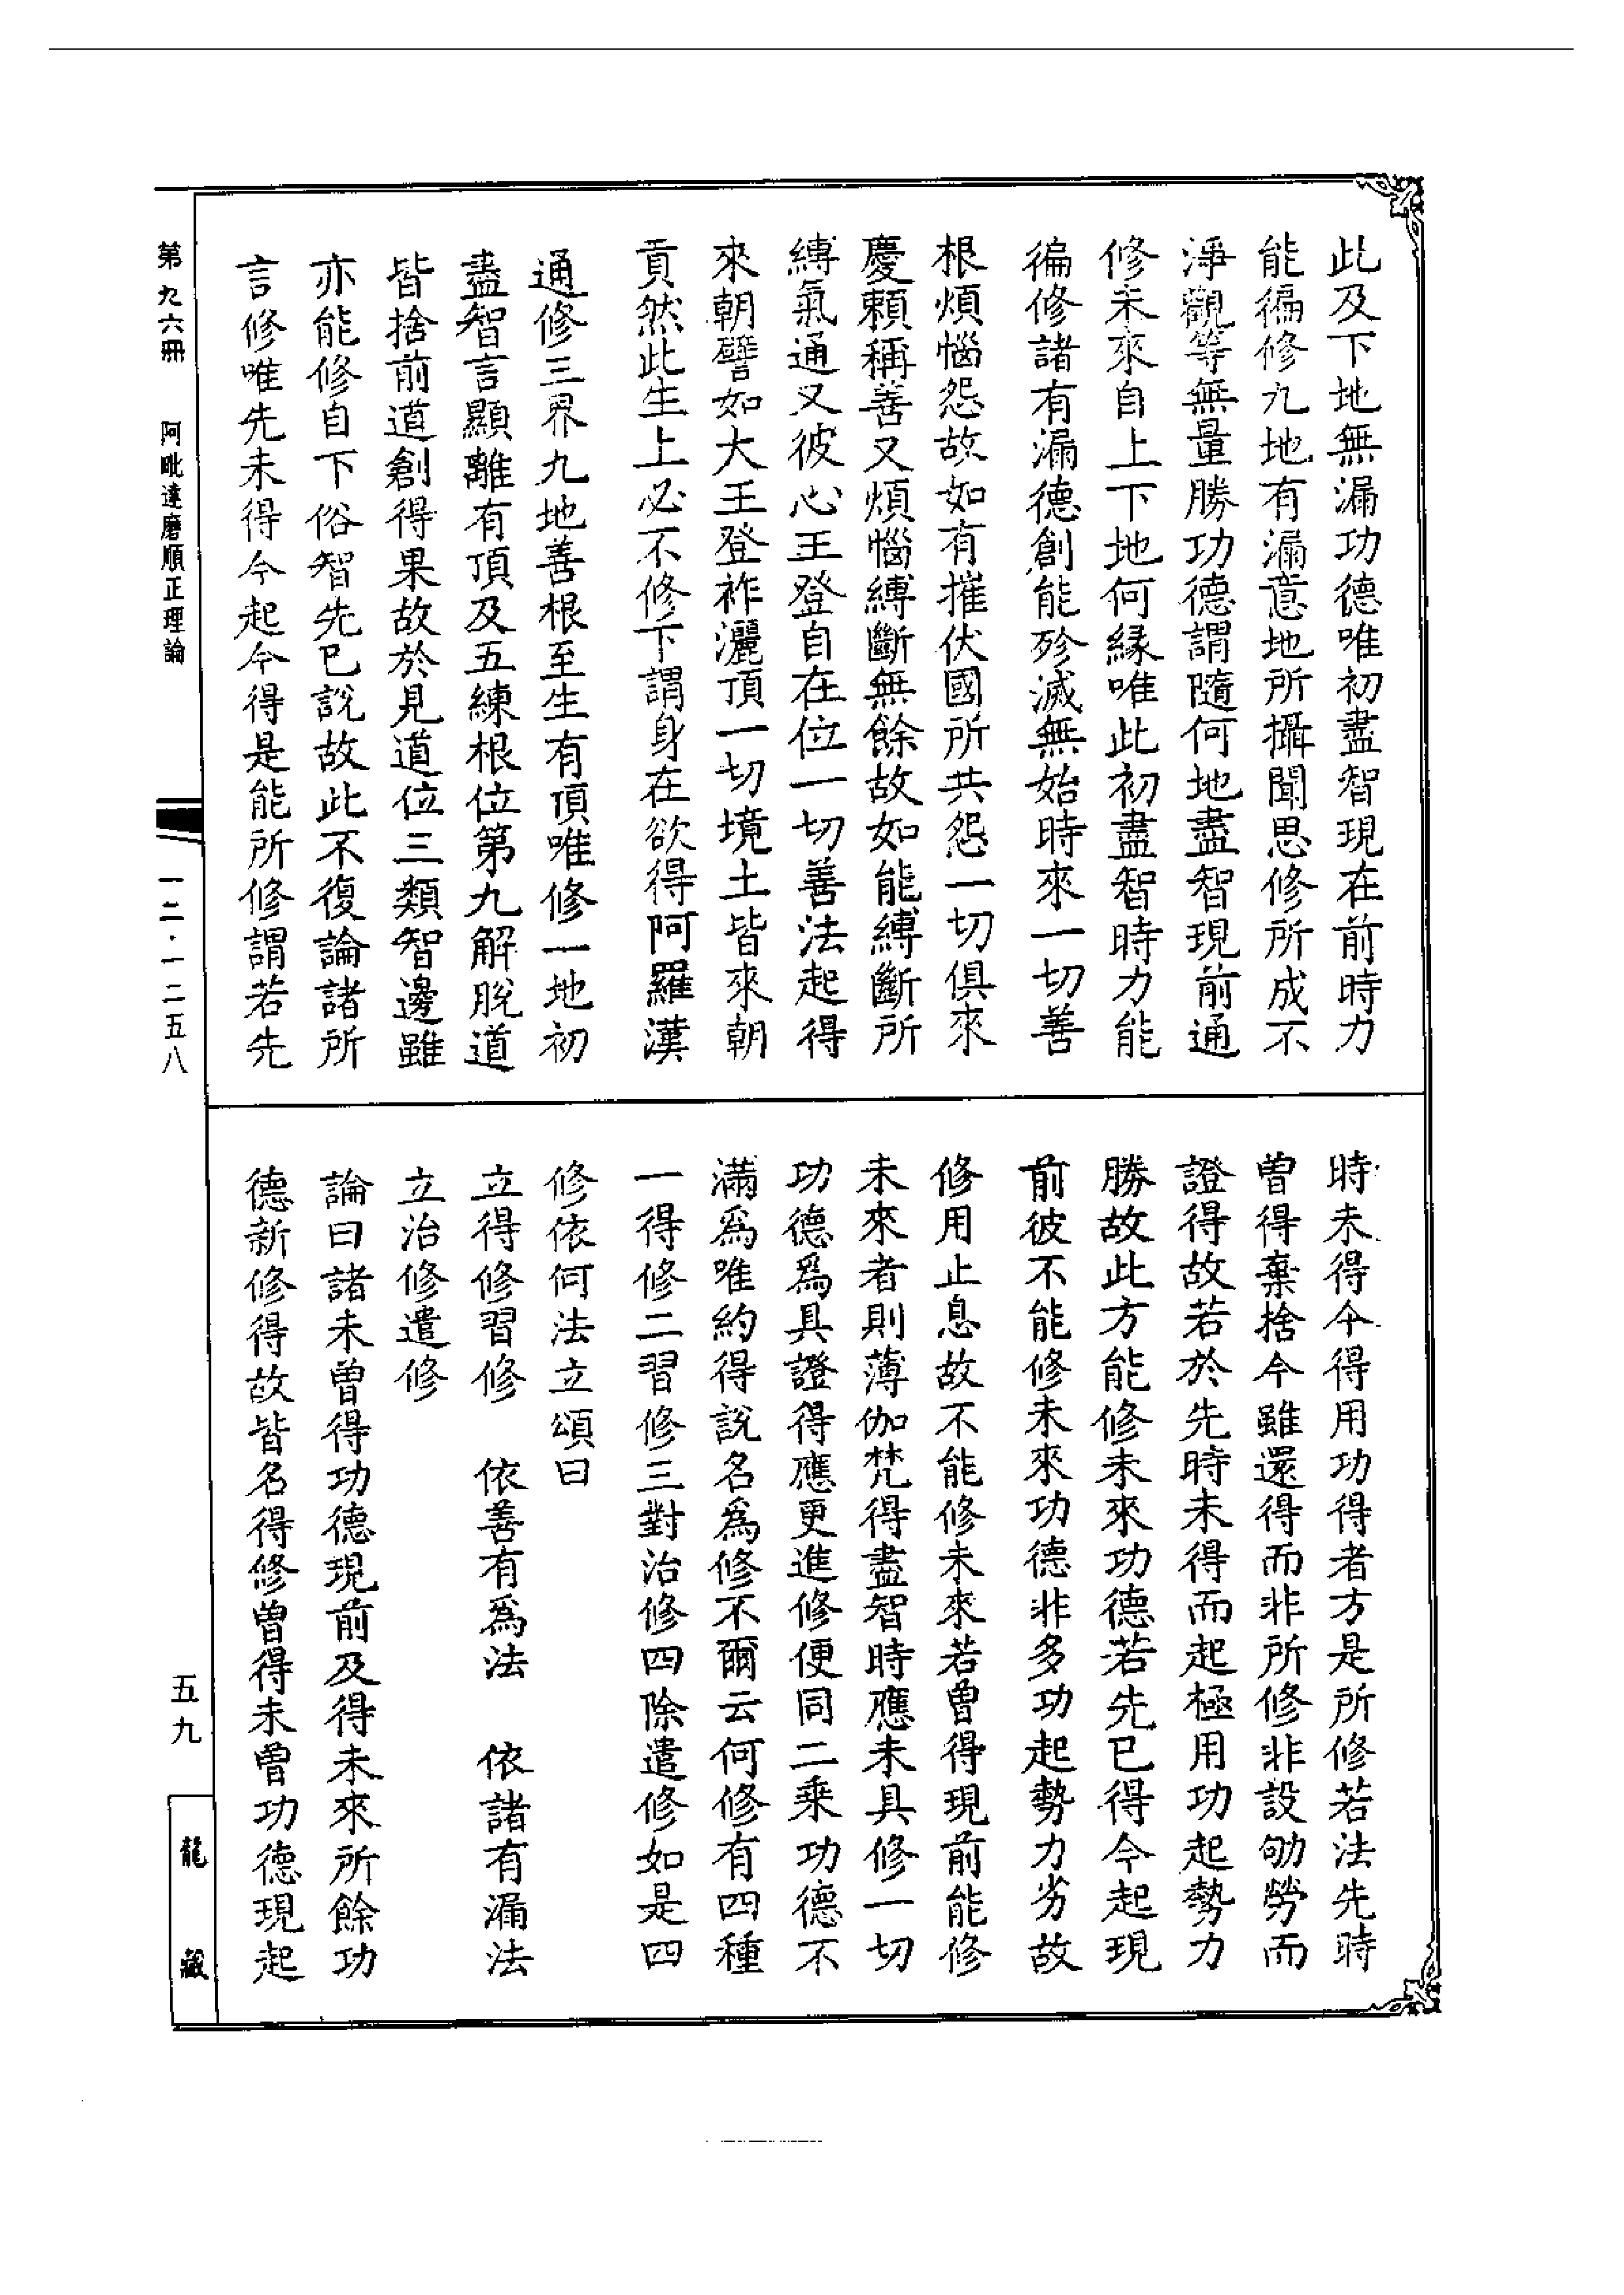 此及下地無漏功德唯初盡智現在前時力
能徧修九地有漏意地所攝聞思修所成不
淨觀等無量勝功德謂隨何地盡智現前通
修未來自上下地何緣唯此初盡智時力能
徧修諸有漏德創能殄滅無始時來一切善
根煩惱怨故如有摧伏國所共怨一切俱來
慶賴稱善又煩惱縛斷無餘故如能縛斷所
縛氣通又彼心王登自在位一切善法起得
來朝譬如大王登祚灑頂一切境土皆來朝
貢然此生上必不修下謂身在欲得阿羅漢
通修三界九地善根至生有頂唯修一地初
盡智言顯離有頂及五練根位第九解脫道
皆捨前道創得果故於見道位三類智邊雖
亦能修自下俗智先已說故此不復論諸所
言修唯先未得今起今得是能所修謂若先
時未得今得用功得者方是所修若法先時
曾得棄捨今雖還得而非所修非設劬勞而
證得故若於先時未得而起極用功起勢力
勝故此方能修未來功德若先已得今起現
前彼不能修未來功德非多功起勢力劣故
修用止息故不能修未來若曾得現前能修
未來者則薄伽梵得盡智時應未具修一切
功德爲具證得應更進修便同二乘功德不
滿爲唯約得說名爲修不爾云何修有四種
一得修二習修三對治修四除遣修如是四
修依何法立頌曰
立得修習修　依善有爲法　依諸有漏法
立治修遣修
論曰諸未曾得功德現前及得未來所餘功
德新修得故皆名得修曾得未曾功德現起
第九六冊　阿毗達磨順正理論
一二·一二五八
五九
龍藏